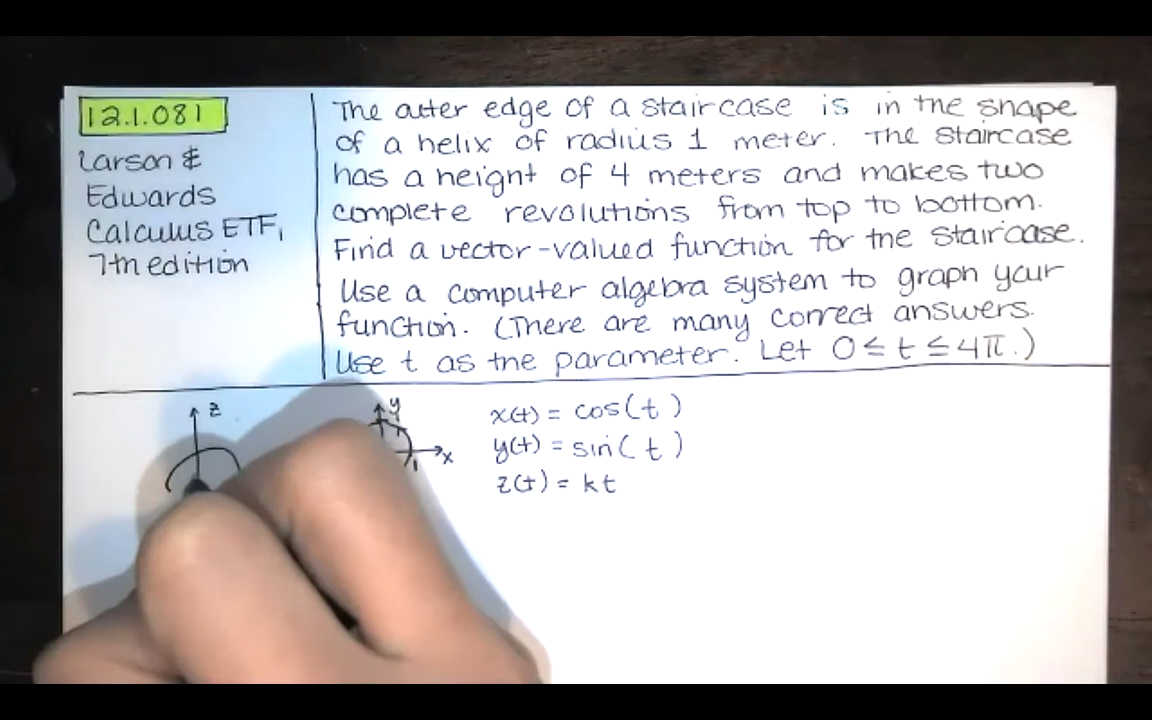 12.1.081
Larson &
Edwards
Calculus ETF,
7th edition
The outer edge of a staircase is in the shape
of a helix of radius 1 meter. The staircase
has a height of 4 meters and makes two
complete revolutions from top to bottom.
Find a vector-valued function for the staircase.
Use a computer algebra system to graph your
function. (There are many correct answers.
Use t as the parameter. Let 0 ≤ t ≤ 4π.)
z
y
x
1
x(t) = cos(t)
y(t) = sin(t)
z(t) = kt